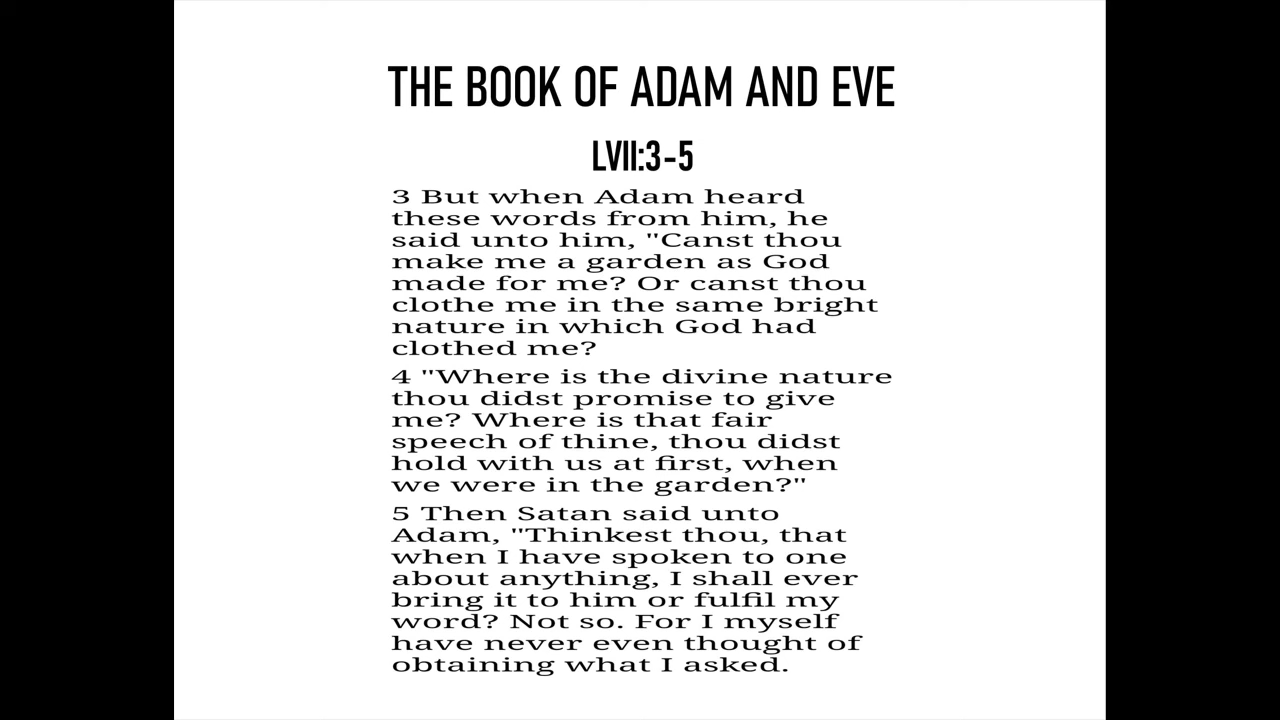 THE BOOK OF ADAM AND EVE
LVII:3-5
3 But when Adam heard
these words from him, he
said unto him, "Canst thou
make me a garden as God
made for me? Or canst thou
clothe me in the same bright
nature in which God had
clothed me?
4 "Where is the divine nature
thou didst promise to give
me? Where is that fair
speech of thine, thou didst
hold with us at first, when
we were in the garden?"
5 Then Satan said unto
Adam, "Thinkest thou, that
when I have spoken to one
about anything, I shall ever
bring it to him or fulfil my
word? Not so. For I myself
have never even thought of
obtaining what I asked.